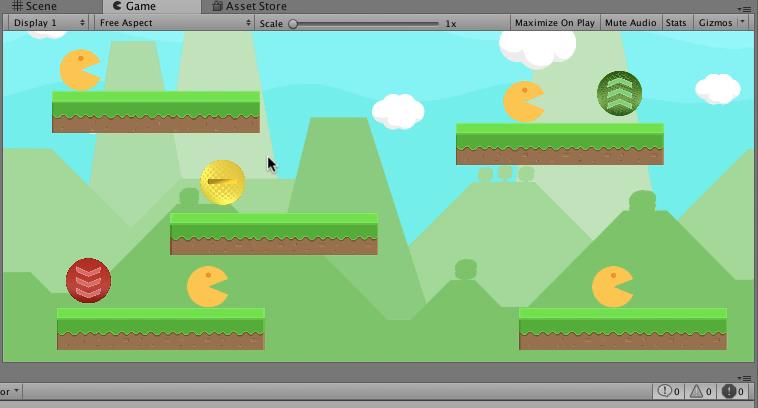 Scene Game Asset Store
Display 1 Free Aspect Scale 1x Maximize On Play Mute Audio Stats Gizmos
or 0 0 0